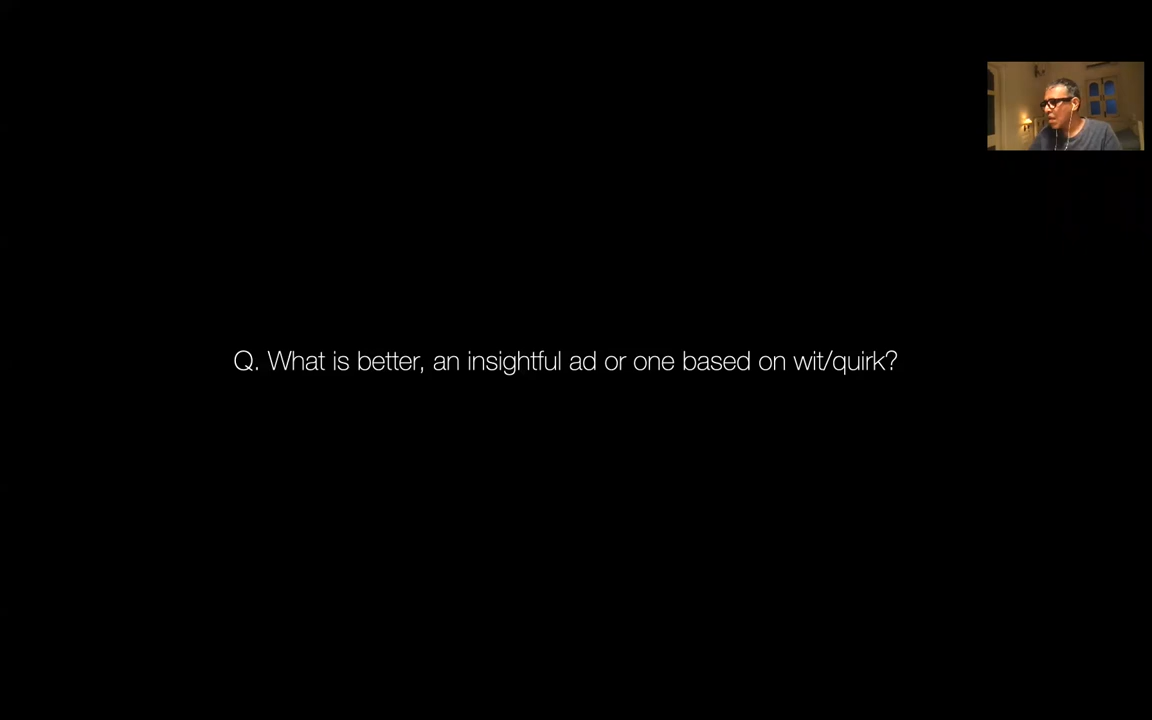 Q. What is better, an insightful ad or one based on wit/quirk?